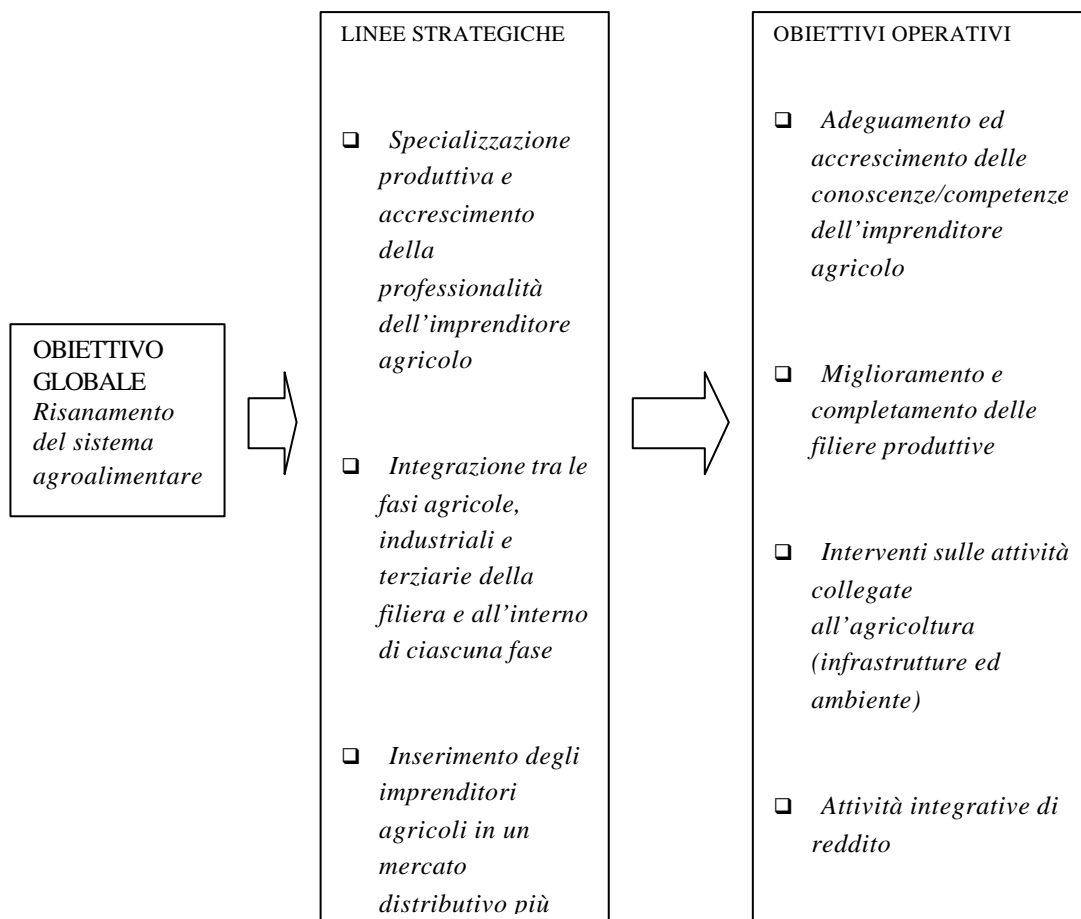 OBIETTIVO
GLOBALE
Risanamento
del sistema
agroalimentare
LINEE STRATEGICHE
❑ Specializzazione
produttiva e
accrescimento
della
professionalità
dell’imprenditore
agricolo
❑ Integrazione tra le
fasi agricole,
industriali e
terziarie della
filiera e all’interno
di ciascuna fase
❑ Inserimento degli
imprenditori
agricoli in un
mercato
distributivo più
OBIETTIVI OPERATIVI
❑ Adeguamento ed
accrescimento delle
conoscenze/competenze
dell’imprenditore
agricolo
❑ Miglioramento e
completamento delle
filiere produttive
❑ Interventi sulle attività
collegate
all’agricoltura
(infrastrutture ed
ambiente)
❑ Attività integrative di
reddito